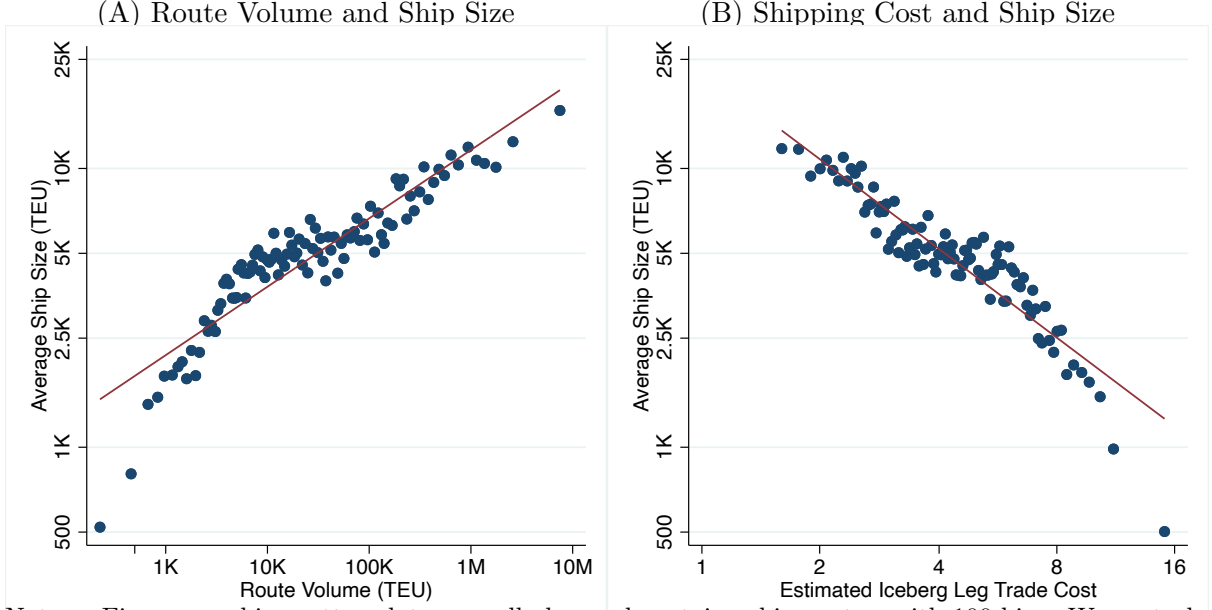 (A) Route Volume and Ship Size
25K
10K
5K
2.5K
1K
500
Average Ship Size (TEU)
1K 10K 100K 1M 10M
Route Volume (TEU)
(B) Shipping Cost and Ship Size
25K
10K
5K
2.5K
1K
500
Average Ship Size (TEU)
1 2 4 8 16
Estimated Iceberg Leg Trade Cost